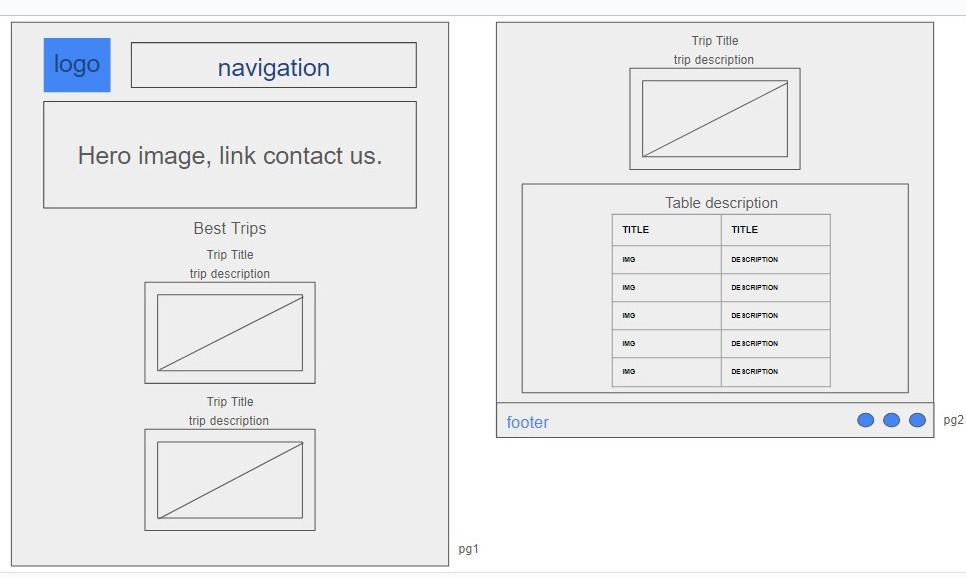 logo
navigation
Hero image, link contact us.
Best Trips
Trip Title
trip description
Trip Title
trip description
pg1
Trip Title
trip description
Table description
TITLE TITLE
IMG DESCRIPTION
IMG DESCRIPTION
IMG DESCRIPTION
IMG DESCRIPTION
IMG DESCRIPTION
footer
pg2